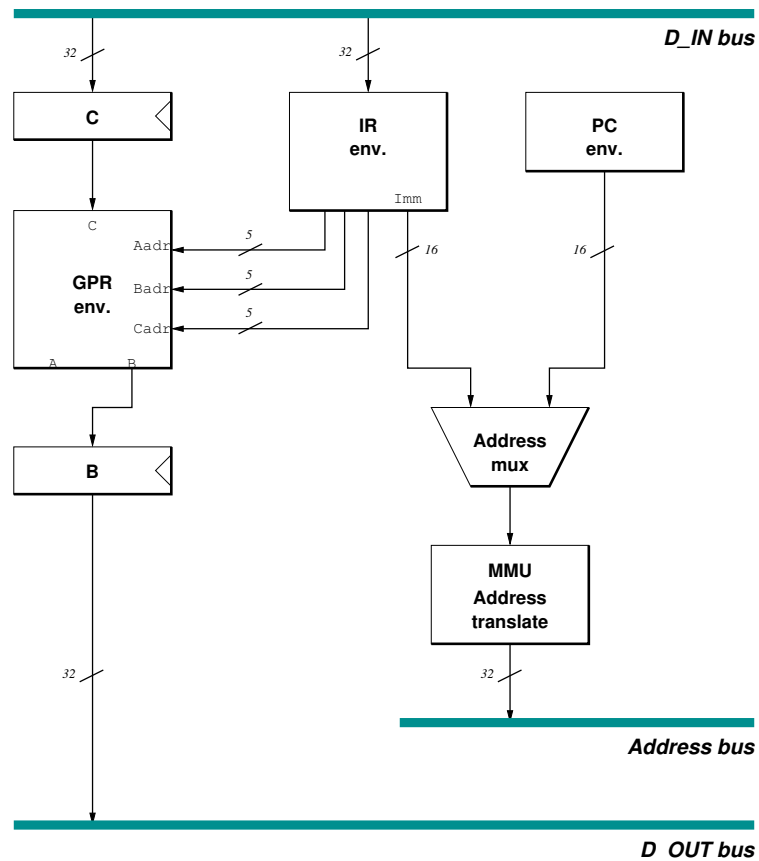 D_IN bus
32
32
C
IR
env.
PC
env.
Imm
C
Aadr
5
16
16
GPR
env.
Badr
5
Cadr
5
A
B
Address
mux
B
MMU
Address
translate
32
32
Address bus
D_OUT bus